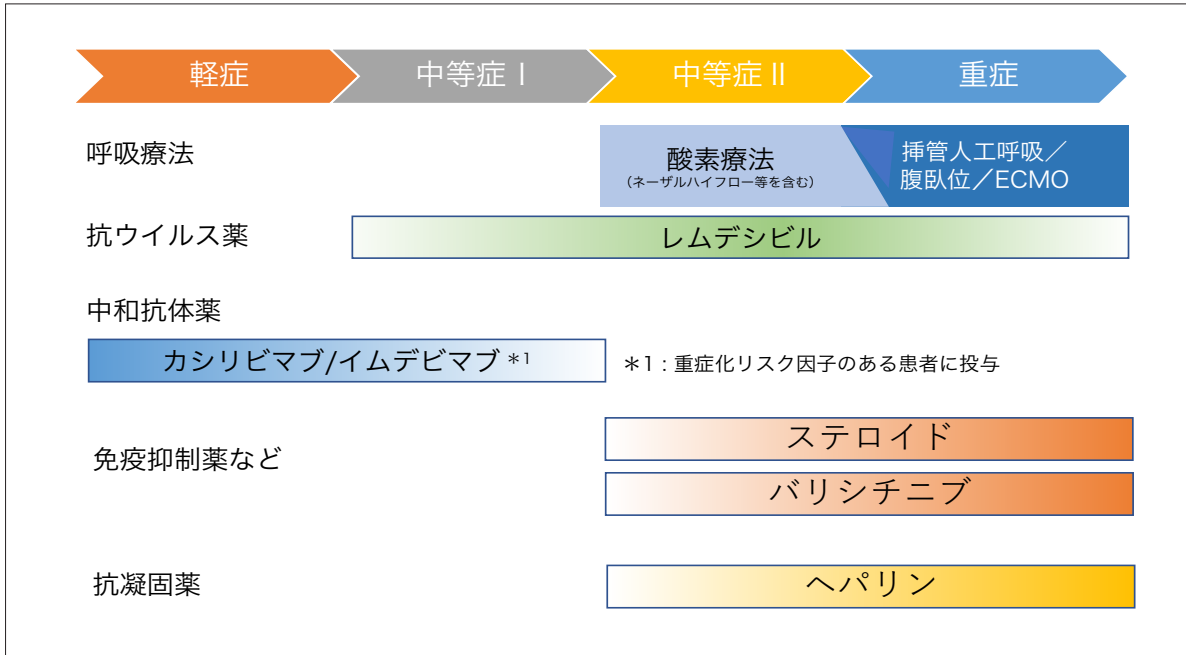 軽症
中等症Ⅰ
中等症Ⅱ
重症
呼吸療法
酸素療法
(ネーザルハイフロー等を含む)
挿管人工呼吸／
腹臥位／ECMO
抗ウイルス薬
レムデシビル
中和抗体薬
カシリビマブ/イムデビマブ *1
*1：重症化リスク因子のある患者に投与
免疫抑制薬など
ステロイド
バリシチニブ
抗凝固薬
ヘパリン